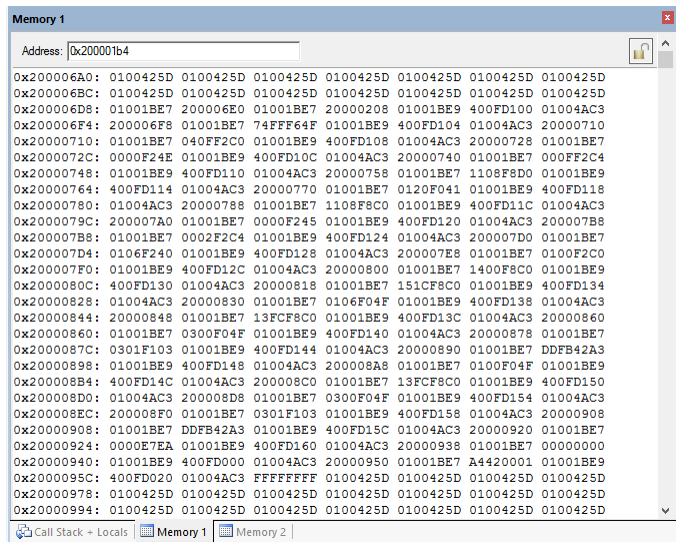 Memory 1
Address: 0x200001b4
0x200006A0: 0100425D 0100425D 0100425D 0100425D 0100425D 0100425D 0100425D
0x200006BC: 0100425D 0100425D 0100425D 0100425D 0100425D 0100425D 0100425D
0x200006D8: 01001BE7 200006E0 01001BE7 20000208 01001BE9 400FD100 01004AC3
0x200006F4: 200006F8 01001BE7 74FFF64F 01001BE9 400FD104 01004AC3 20000710
0x20000710: 01001BE7 040FF2C0 01001BE9 400FD108 01004AC3 20000728 01001BE7
0x2000072C: 0000F24E 01001BE9 400FD10C 01004AC3 20000740 01001BE7 000FF2C4
0x20000748: 01001BE9 400FD110 01004AC3 20000758 01001BE7 1108F8D0 01001BE9
0x20000764: 400FD114 01004AC3 20000770 01001BE7 0120F041 01001BE9 400FD118
0x20000780: 01004AC3 20000788 01001BE7 1108F8C0 01001BE9 400FD11C 01004AC3
0x2000079C: 200007A0 01001BE7 0000F245 01001BE9 400FD120 01004AC3 200007B8
0x200007B8: 01001BE7 0002F2C4 01001BE9 400FD124 01004AC3 200007D0 01001BE7
0x200007D4: 0106F240 01001BE9 400FD128 01004AC3 200007E8 01001BE7 0100F2C0
0x200007F0: 01001BE9 400FD12C 01004AC3 20000800 01001BE7 1400F8C0 01001BE9
0x2000080C: 400FD130 01004AC3 20000818 01001BE7 151CF8C0 01001BE9 400FD134
0x20000828: 01004AC3 20000830 01001BE7 0106F04F 01001BE9 400FD138 01004AC3
0x20000844: 20000848 01001BE7 13FCF8C0 01001BE9 400FD13C 01004AC3 20000860
0x20000860: 01001BE7 0300F04F 01001BE9 400FD140 01004AC3 20000878 01001BE7
0x2000087C: 0301F103 01001BE9 400FD144 01004AC3 20000890 01001BE7 DDFB42A3
0x20000898: 01001BE9 400FD148 01004AC3 200008A8 01001BE7 0100F04F 01001BE9
0x200008B4: 400FD14C 01004AC3 200008C0 01001BE7 13FCF8C0 01001BE9 400FD150
0x200008D0: 01004AC3 200008D8 01001BE7 0300F04F 01001BE9 400FD154 01004AC3
0x200008EC: 200008F0 01001BE7 0301F103 01001BE9 400FD158 01004AC3 20000908
0x20000908: 01001BE7 DDFB42A3 01001BE9 400FD15C 01004AC3 20000920 01001BE7
0x20000924: 0000E7EA 01001BE9 400FD160 01004AC3 20000938 01001BE7 00000000
0x20000940: 01001BE9 400FD000 01004AC3 20000950 01001BE7 A4420001 01001BE9
0x2000095C: 400FD020 01004AC3 FFFFFFFF 0100425D 0100425D 0100425D 0100425D
0x20000978: 0100425D 0100425D 0100425D 0100425D 0100425D 0100425D 0100425D
0x20000994: 0100425D 0100425D 0100425D 0100425D 0100425D 0100425D 0100425D
Call Stack + Locals Memory 1 Memory 2